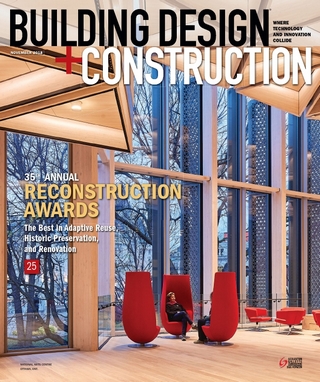 BUILDING DESIGN
+CONSTRUCTION
WHERE
TECHNOLOGY
AND INNOVATION
COLLIDE
NOVEMBER 2018
35TH ANNUAL
RECONSTRUCTION
AWARDS
The Best in Adaptive Reuse,
Historic Preservation,
and Renovation
25